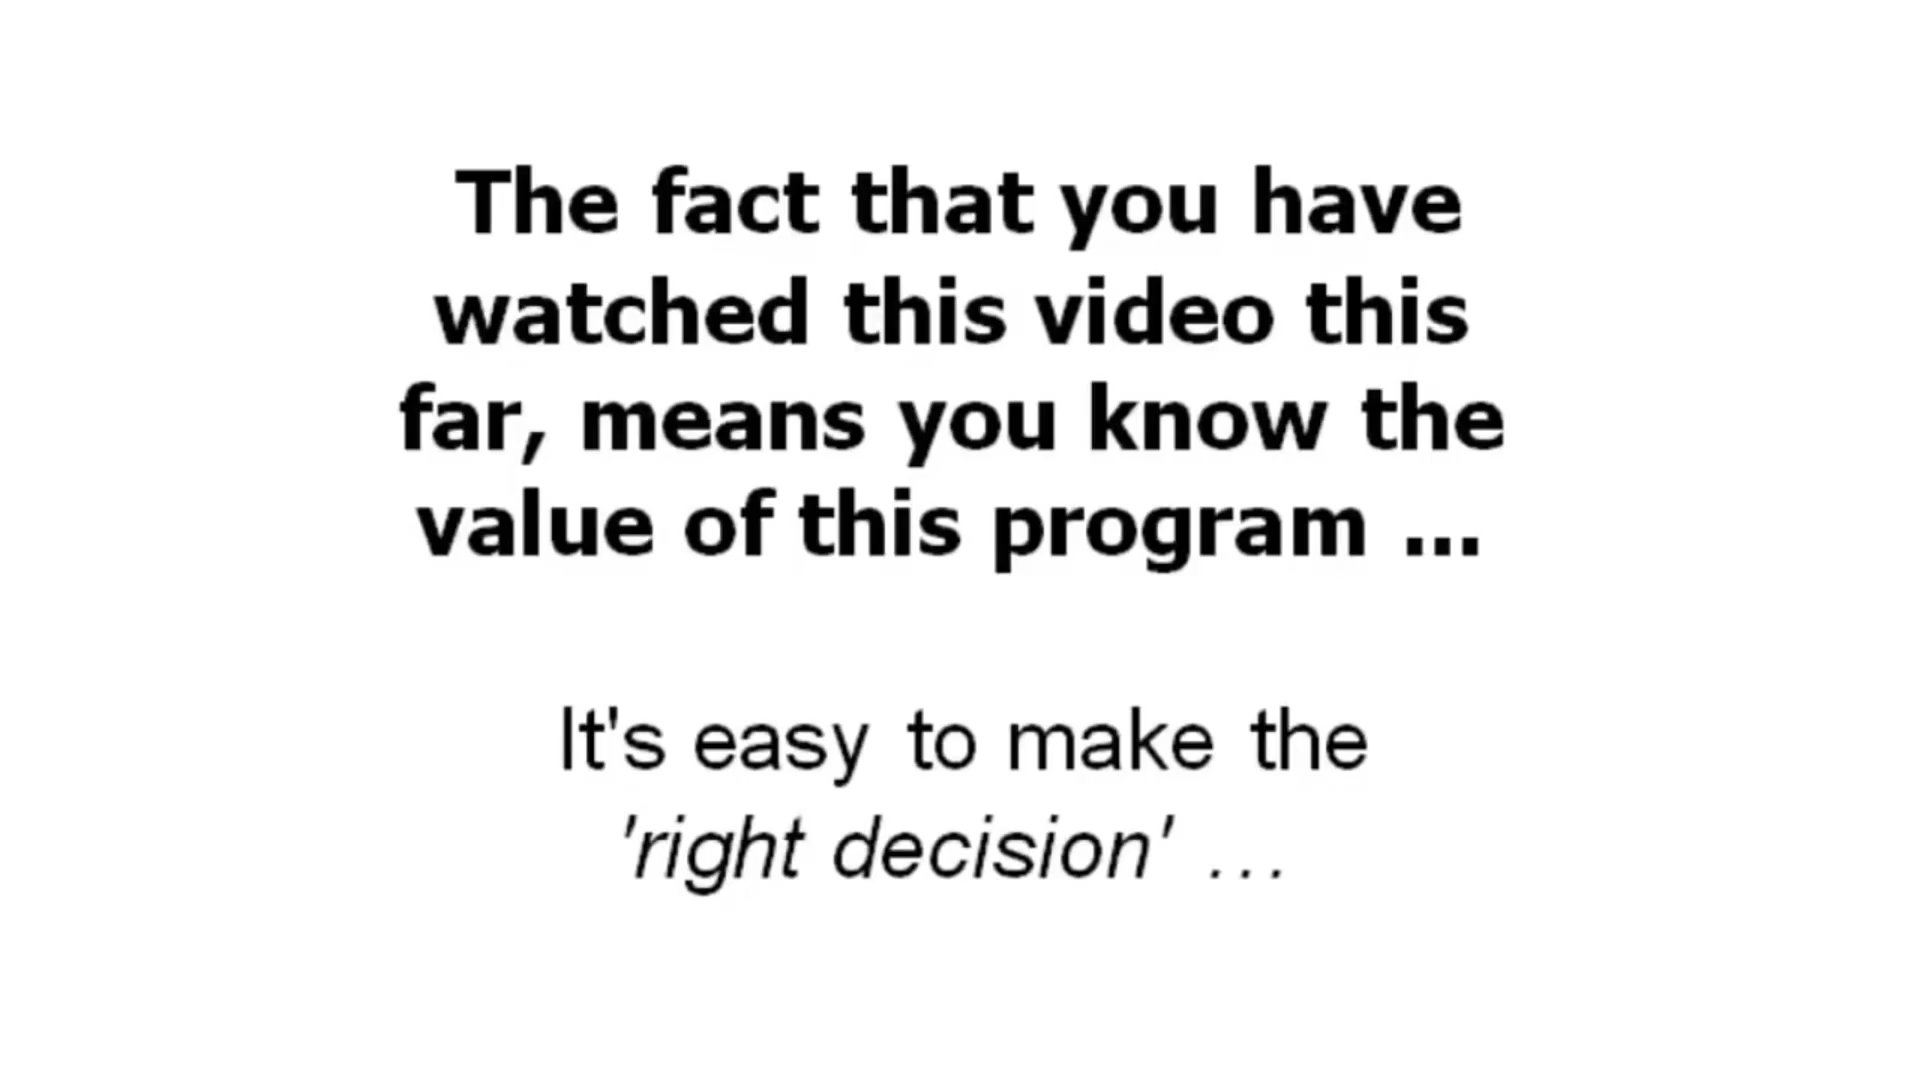 The fact that you have
watched this video this
far, means you know the
value of this program ...
It's easy to make the
'right decision' ...